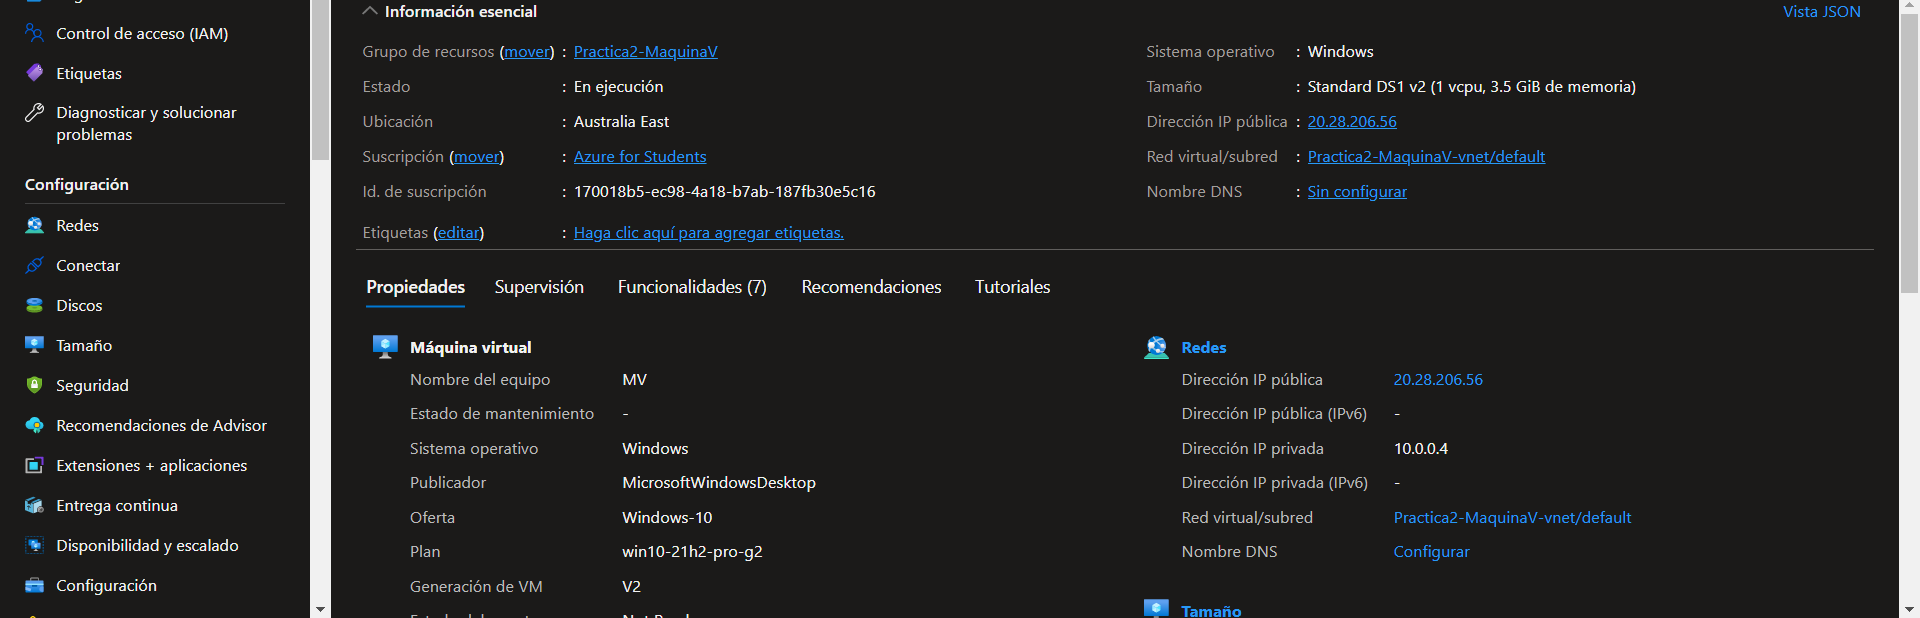 Control de acceso (IAM)
Etiquetas
Diagnosticar y solucionar
problemas
Configuración
Redes
Conectar
Discos
Tamaño
Seguridad
Recomendaciones de Advisor
Extensiones + aplicaciones
Entrega continua
Disponibilidad y escalado
Configuración
Información esencial
Vista JSON
Grupo de recursos (mover) : Practica2-MaquinaV
Estado : En ejecución
Ubicación : Australia East
Suscripción (mover) : Azure for Students
Id. de suscripción : 170018b5-ec98-4a18-b7ab-187fb30e5c16
Etiquetas (editar) : Haga clic aquí para agregar etiquetas.
Sistema operativo : Windows
Tamaño : Standard DS1 v2 (1 vcpu, 3.5 GiB de memoria)
Dirección IP pública : 20.28.206.56
Red virtual/subred : Practica2-MaquinaV-vnet/default
Nombre DNS : Sin configurar
Propiedades Supervisión Funcionalidades (7) Recomendaciones Tutoriales
Máquina virtual
Nombre del equipo MV
Estado de mantenimiento -
Sistema operativo Windows
Publicador MicrosoftWindowsDesktop
Oferta Windows-10
Plan win10-21h2-pro-g2
Generación de VM V2
Redes
Dirección IP pública 20.28.206.56
Dirección IP pública (IPv6) -
Dirección IP privada 10.0.0.4
Dirección IP privada (IPv6) -
Red virtual/subred Practica2-MaquinaV-vnet/default
Nombre DNS Configurar
Tamaño